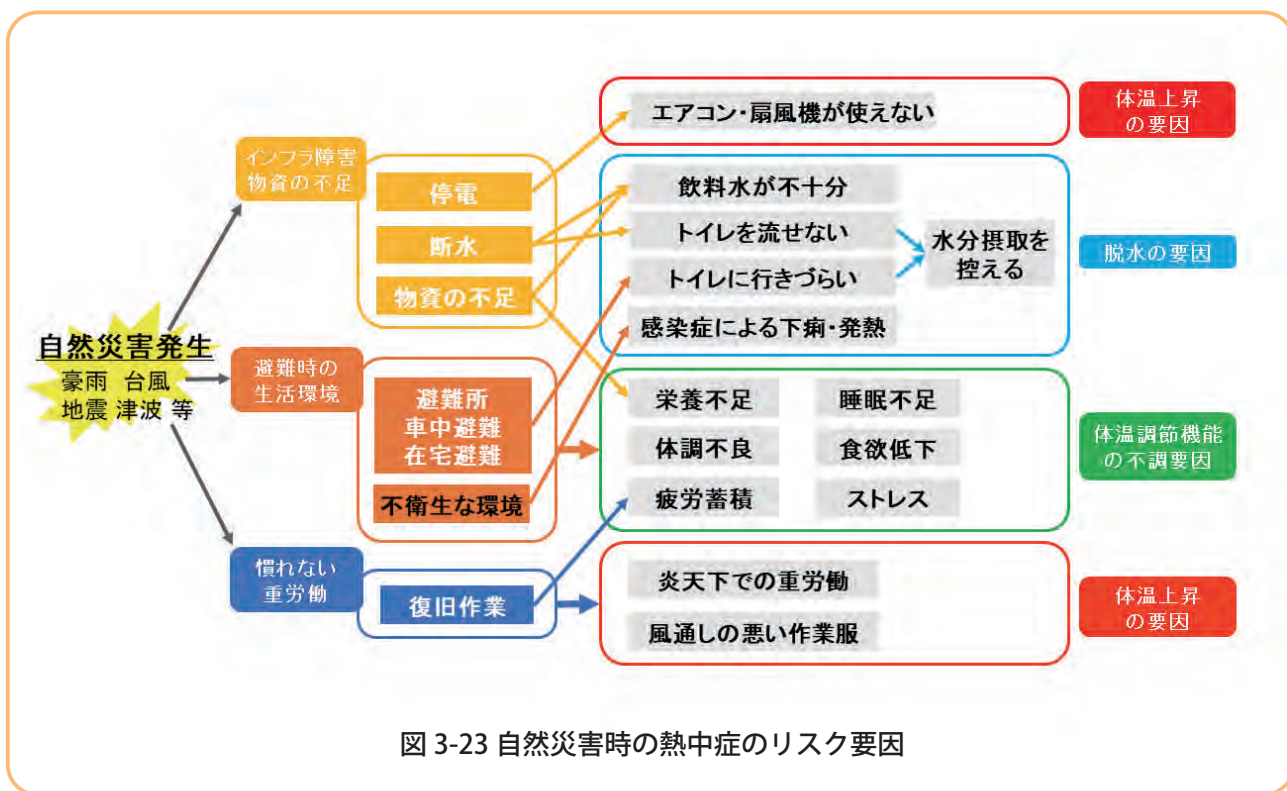 自然災害発生
豪雨 台風
地震 津波 等
インフラ障害
物資の不足
停電
断水
物資の不足
避難時の
生活環境
避難所
車中避難
在宅避難
不衛生な環境
慣れない
重労働
復旧作業
エアコン・扇風機が使えない
体温上昇
の要因
飲料水が不十分
トイレを流せない
トイレに行きづらい
感染症による下痢・発熱
水分摂取を
控える
脱水の要因
栄養不足
睡眠不足
体調不良
食欲低下
疲労蓄積
ストレス
体温調節機能
の不調要因
炎天下での重労働
風通しの悪い作業服
体温上昇
の要因
図 3-23 自然災害時の熱中症のリスク要因